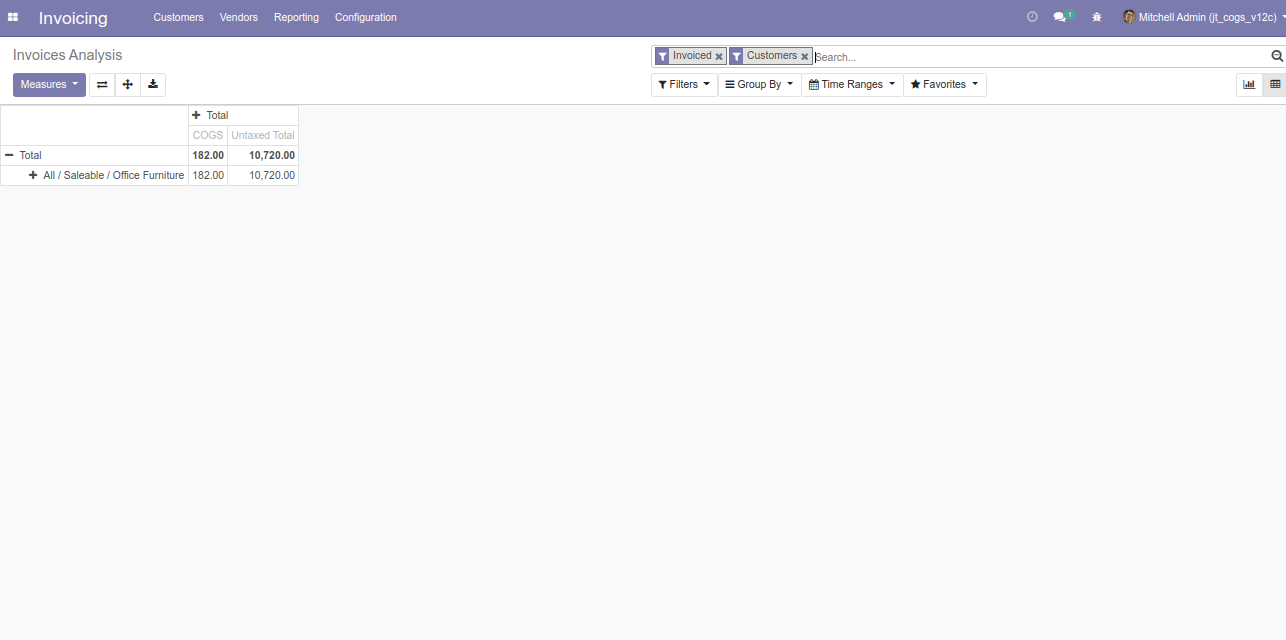 Invoicing Customers Vendors Reporting Configuration 1 Mitchell Admin (jt_cogs_v12c)
Invoices Analysis Invoiced Customers Search...
Measures Filters Group By Time Ranges Favorites
Total
COGS Untaxed Total
Total 182.00 10,720.00
All / Saleable / Office Furniture 182.00 10,720.00